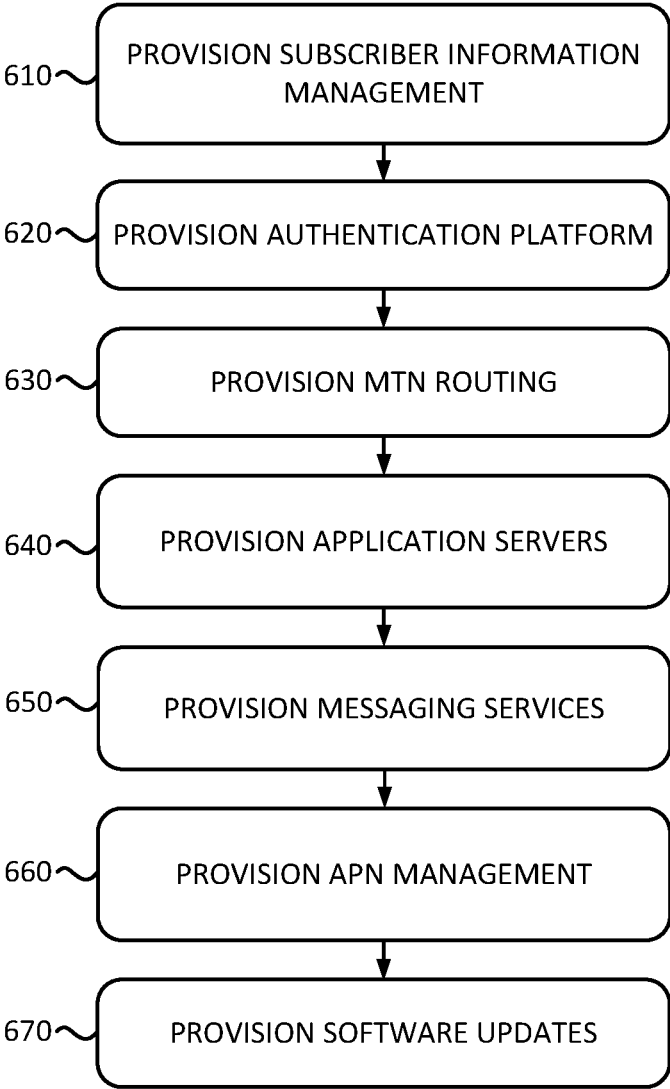 610
PROVISION SUBSCRIBER INFORMATION
MANAGEMENT
620
PROVISION AUTHENTICATION PLATFORM
630
PROVISION MTN ROUTING
640
PROVISION APPLICATION SERVERS
650
PROVISION MESSAGING SERVICES
660
PROVISION APN MANAGEMENT
670
PROVISION SOFTWARE UPDATES